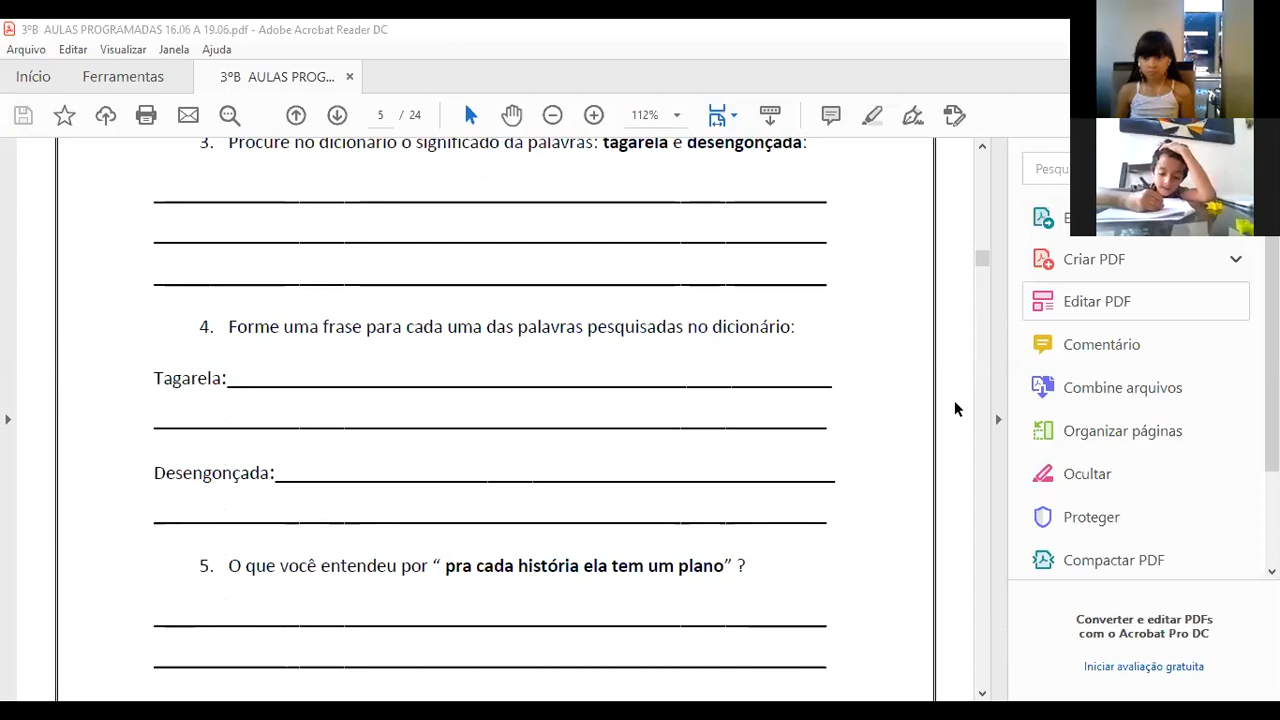 3ºB AULAS PROGRAMADAS 16.06 A 19.06.pdf - Adobe Acrobat Reader DC
Arquivo Editar Visualizar Janela Ajuda
Início Ferramentas 3ºB AULAS PROG... ×
5 / 24 112%
3. Procure no dicionário o significado da palavras: tagarela e desengonçada:
4. Forme uma frase para cada uma das palavras pesquisadas no dicionário:
Tagarela:
Desengonçada:
5. O que você entendeu por “ pra cada história ela tem um plano” ?
Criar PDF
Editar PDF
Comentário
Combine arquivos
Organizar páginas
Ocultar
Proteger
Compactar PDF
Converter e editar PDFs
com o Acrobat Pro DC
Iniciar avaliação gratuita